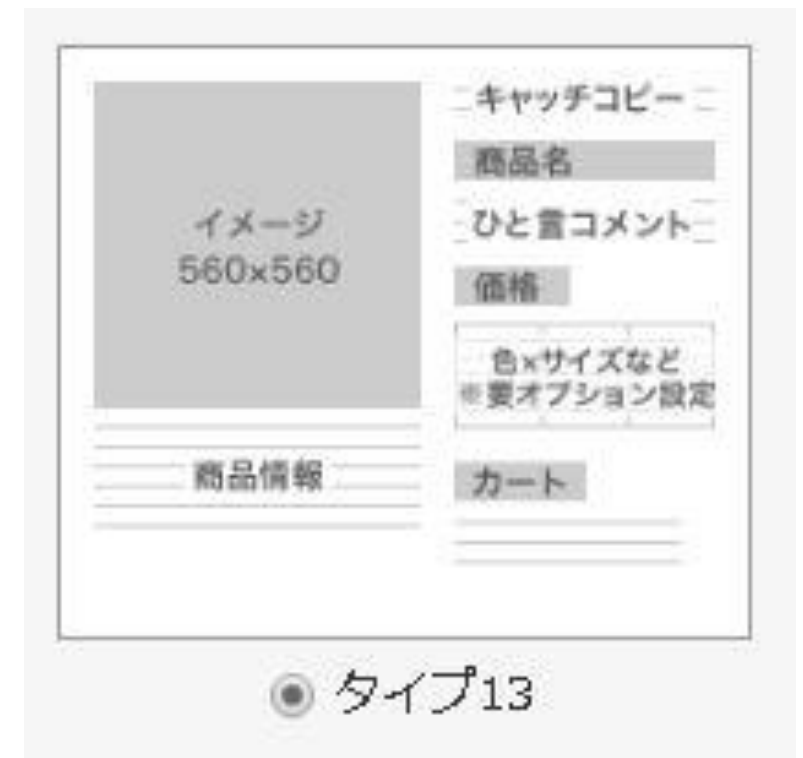 イメージ
560×560
商品情報
キャッチコピー
商品名
ひと言コメント
価格
色×サイズなど
※要オプション設定
カート
タイプ13